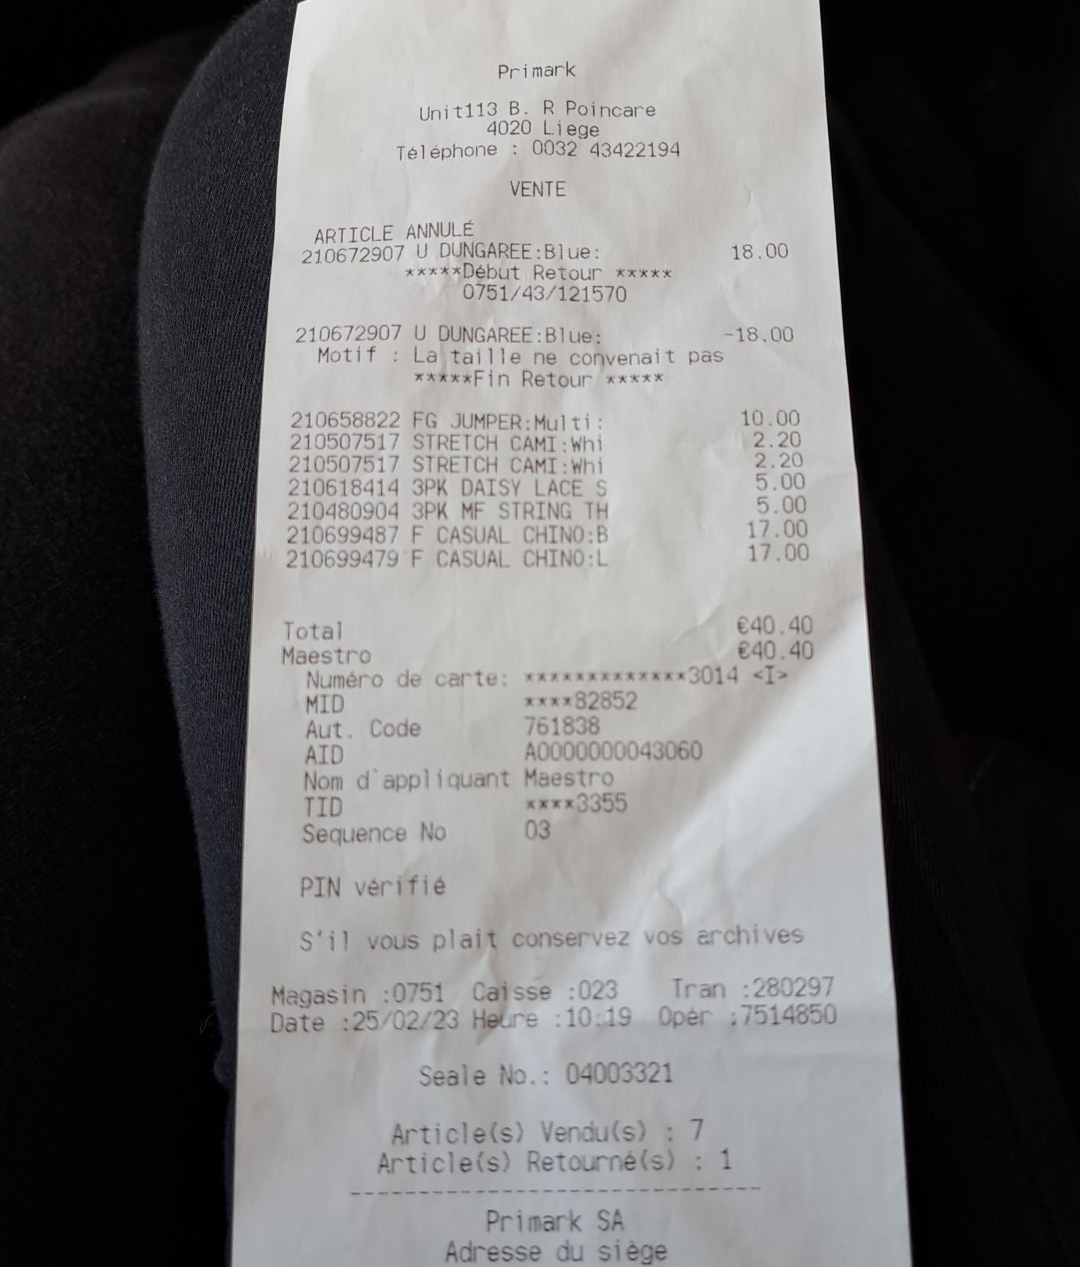 Primark
Unit113 B. R Poincare
4020 Liege
Téléphone : 0032 43422194
VENTE
ARTICLE ANNULÉ
210672907 U DUNGAREE:Blue: 18.00
*****Début Retour *****
0751/43/121570
210672907 U DUNGAREE:Blue: -18.00
Motif : La taille ne convenait pas
*****Fin Retour *****
210658822 FG JUMPER:Multi: 10.00
210507517 STRETCH CAMI:Whi 2.20
210507517 STRETCH CAMI:Whi 2.20
210618414 3PK DAISY LACE S 5.00
210480904 3PK MF STRING TH 5.00
210699487 F CASUAL CHINO:B 17.00
210699479 F CASUAL CHINO:L 17.00
Total €40.40
Maestro €40.40
Numéro de carte: *************3014 <I>
MID ****82852
Aut. Code 761838
AID A0000000043060
Nom d`appliquant Maestro
TID ****3355
Sequence No 03
PIN vérifié
S'il vous plait conservez vos archives
Magasin :0751 Caisse :023 Tran :280297
Date :25/02/23 Heure :10:19 Opér :7514850
Seale No.: 04003321
Article(s) Vendu(s) : 7
Article(s) Retourné(s) : 1
------------------------------
Primark SA
Adresse du siège